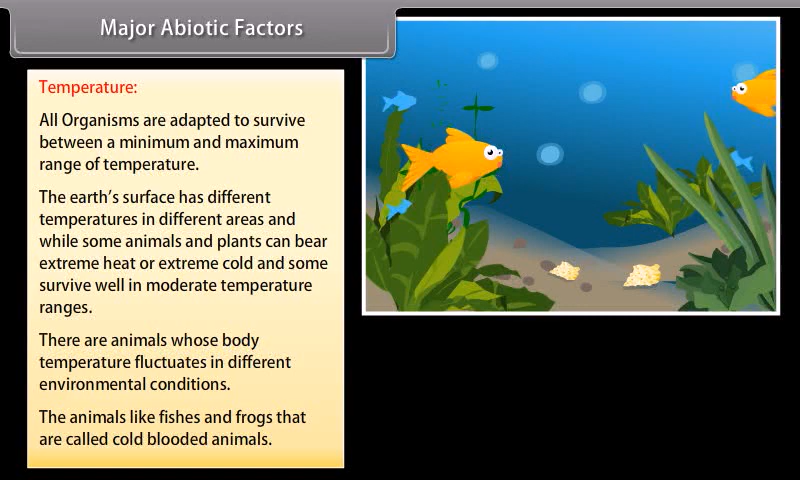 Major Abiotic Factors
Temperature:
All Organisms are adapted to survive
between a minimum and maximum
range of temperature.
The earth's surface has different
temperatures in different areas and
while some animals and plants can bear
extreme heat or extreme cold and some
survive well in moderate temperature
ranges.
There are animals whose body
temperature fluctuates in different
environmental conditions.
The animals like fishes and frogs that
are called cold blooded animals.